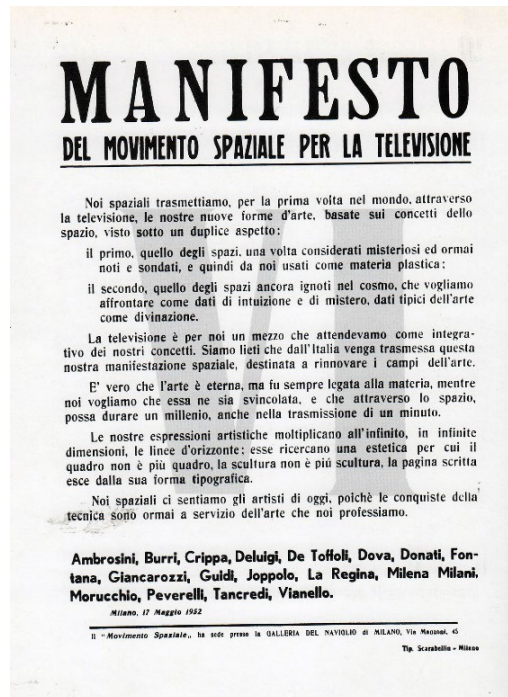 MANIFESTO
DEL MOVIMENTO SPAZIALE PER LA TELEVISIONE
Noi spaziali trasmettiamo, per la prima volta nel mondo, attraverso
la televisione, le nostre nuove forme d'arte, basate sui concetti dello
spazio, visto sotto un duplice aspetto:
il primo, quello degli spazi, una volta considerati misteriosi ed ormai
noti e sondati, e quindi da noi usati come materia plastica;
il secondo, quello degli spazi ancora ignoti nel cosmo, che vogliamo
affrontare come dati di intuizione e di mistero, dati tipici dell'arte
come divinazione.
La televisione è per noi un mezzo che attendevamo come integra-
tivo dei nostri concetti. Siamo lieti che dall'Italia venga trasmessa questa
nostra manifestazione spaziale, destinata a rinnovare i campi dell'arte.
E' vero che l'arte è eterna, ma fu sempre legata alla materia, mentre
noi vogliamo che essa ne sia svincolata, e che attraverso lo spazio,
possa durare un millenio, anche nella trasmissione di un minuto.
Le nostre espressioni artistiche moltiplicano all'infinito, in infinite
dimensioni, le linee d'orizzonte; esse ricercano una estetica per cui il
quadro non è più quadro, la scultura non è più scultura, la pagina scritta
esce dalla sua forma tipografica.
Noi spaziali ci sentiamo gli artisti di oggi, poichè le conquiste della
tecnica sono ormai a servizio dell'arte che noi professiamo.
Ambrosini, Burri, Crippa, Deluigi, De Toffoli, Dova, Donati, Fon-
tana, Giancarozzi, Guidi, Joppolo, La Regina, Milena Milani,
Morucchio, Peverelli, Tancredi, Vianello.
Milano, 17 Maggio 1952
Il "Movimento Spaziale" ha sede presso la GALLERIA DEL NAVIGLIO di MILANO, Via Manzoni, 45
Tip. Scarabellin - Milano